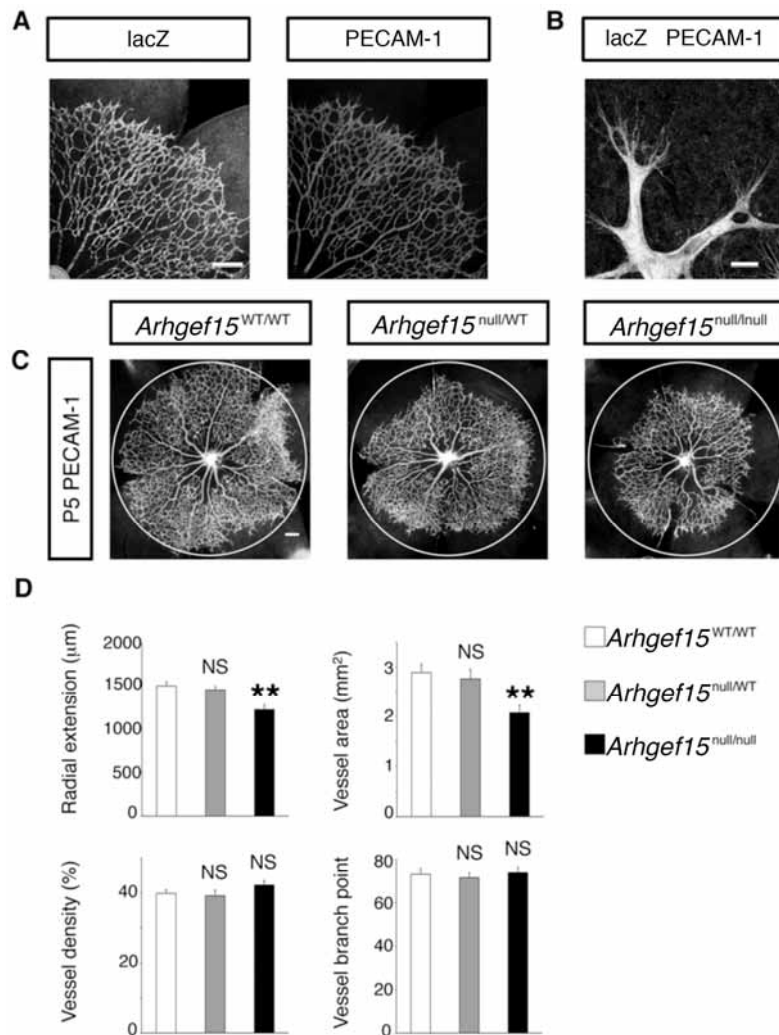 A
lacZ
PECAM-1
B
lacZ PECAM-1
Arhgef15WT/WT
Arhgef15null/WT
Arhgef15null/lnull
C
P5 PECAM-1
D
Radial extension (μm)
2000
1500
1000
500
0
NS
**
Vessel area (mm²)
3
2
1
0
NS
**
Arhgef15WT/WT
Arhgef15null/WT
Arhgef15null/null
Vessel density (%)
40
20
0
NS
NS
Vessel branch point
80
60
40
20
0
NS
NS